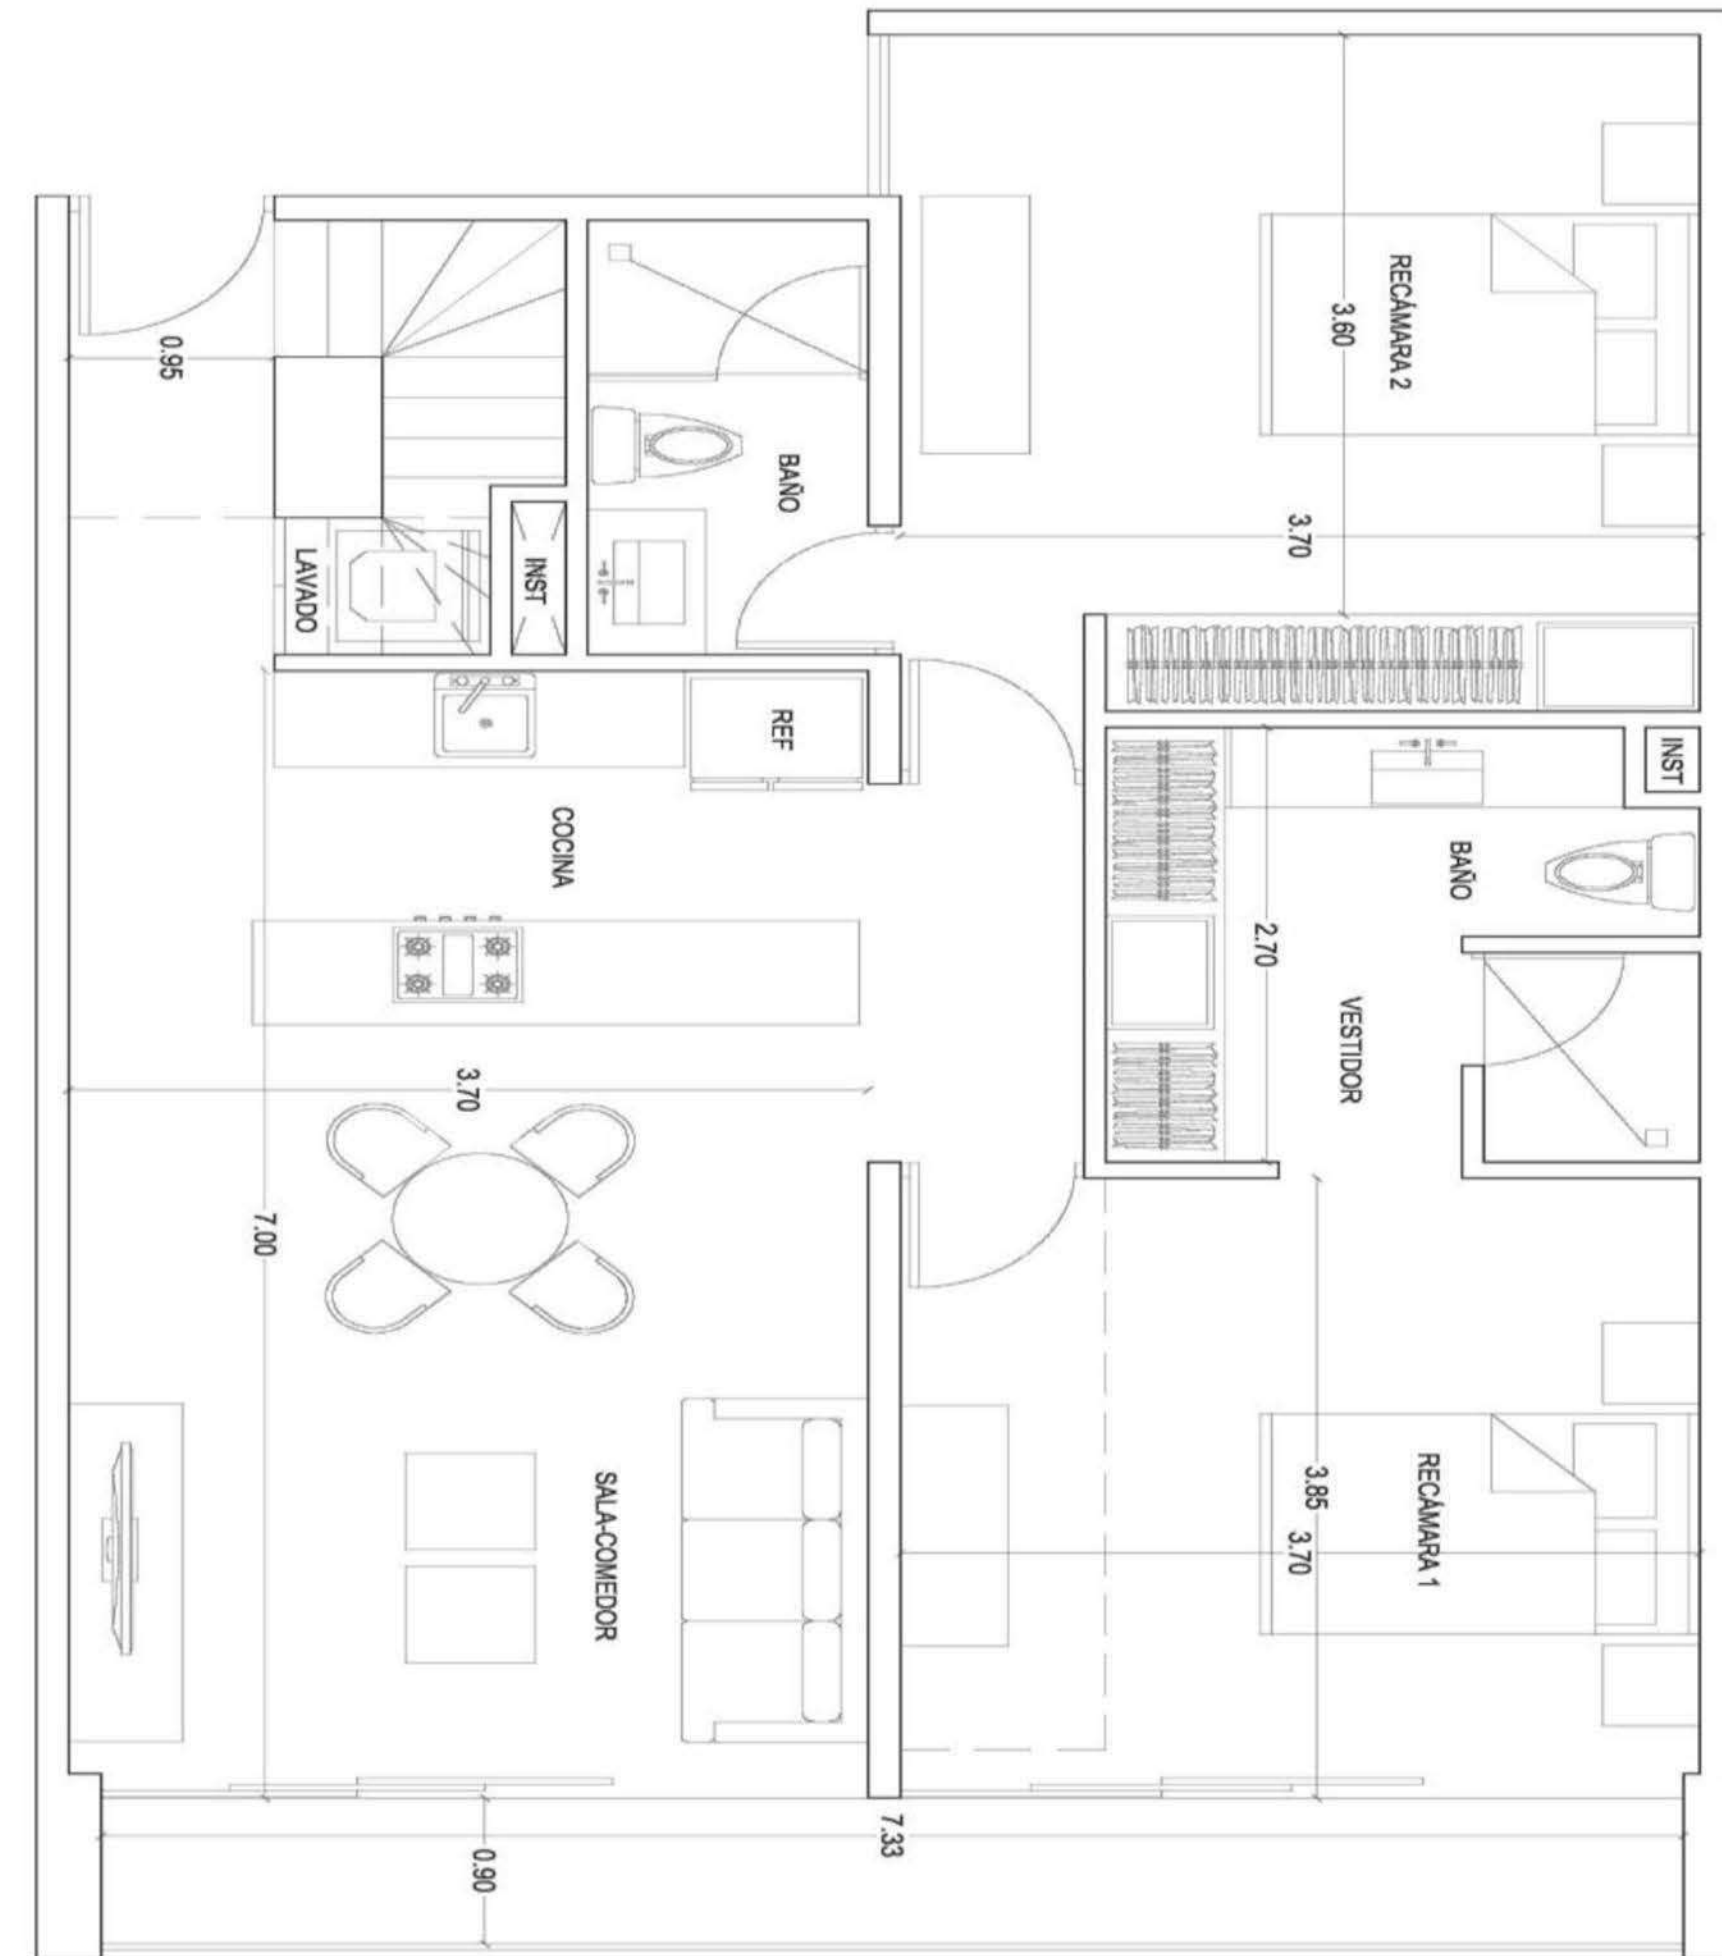 RECÁMARA 2
3.60
3.70
0.95
BAÑO
INST
LAVADO
REF
INST
COCINA
BAÑO
2.70
VESTIDOR
3.70
7.00
RECÁMARA 1
3.85
3.70
SALA-COMEDOR
7.33
0.90